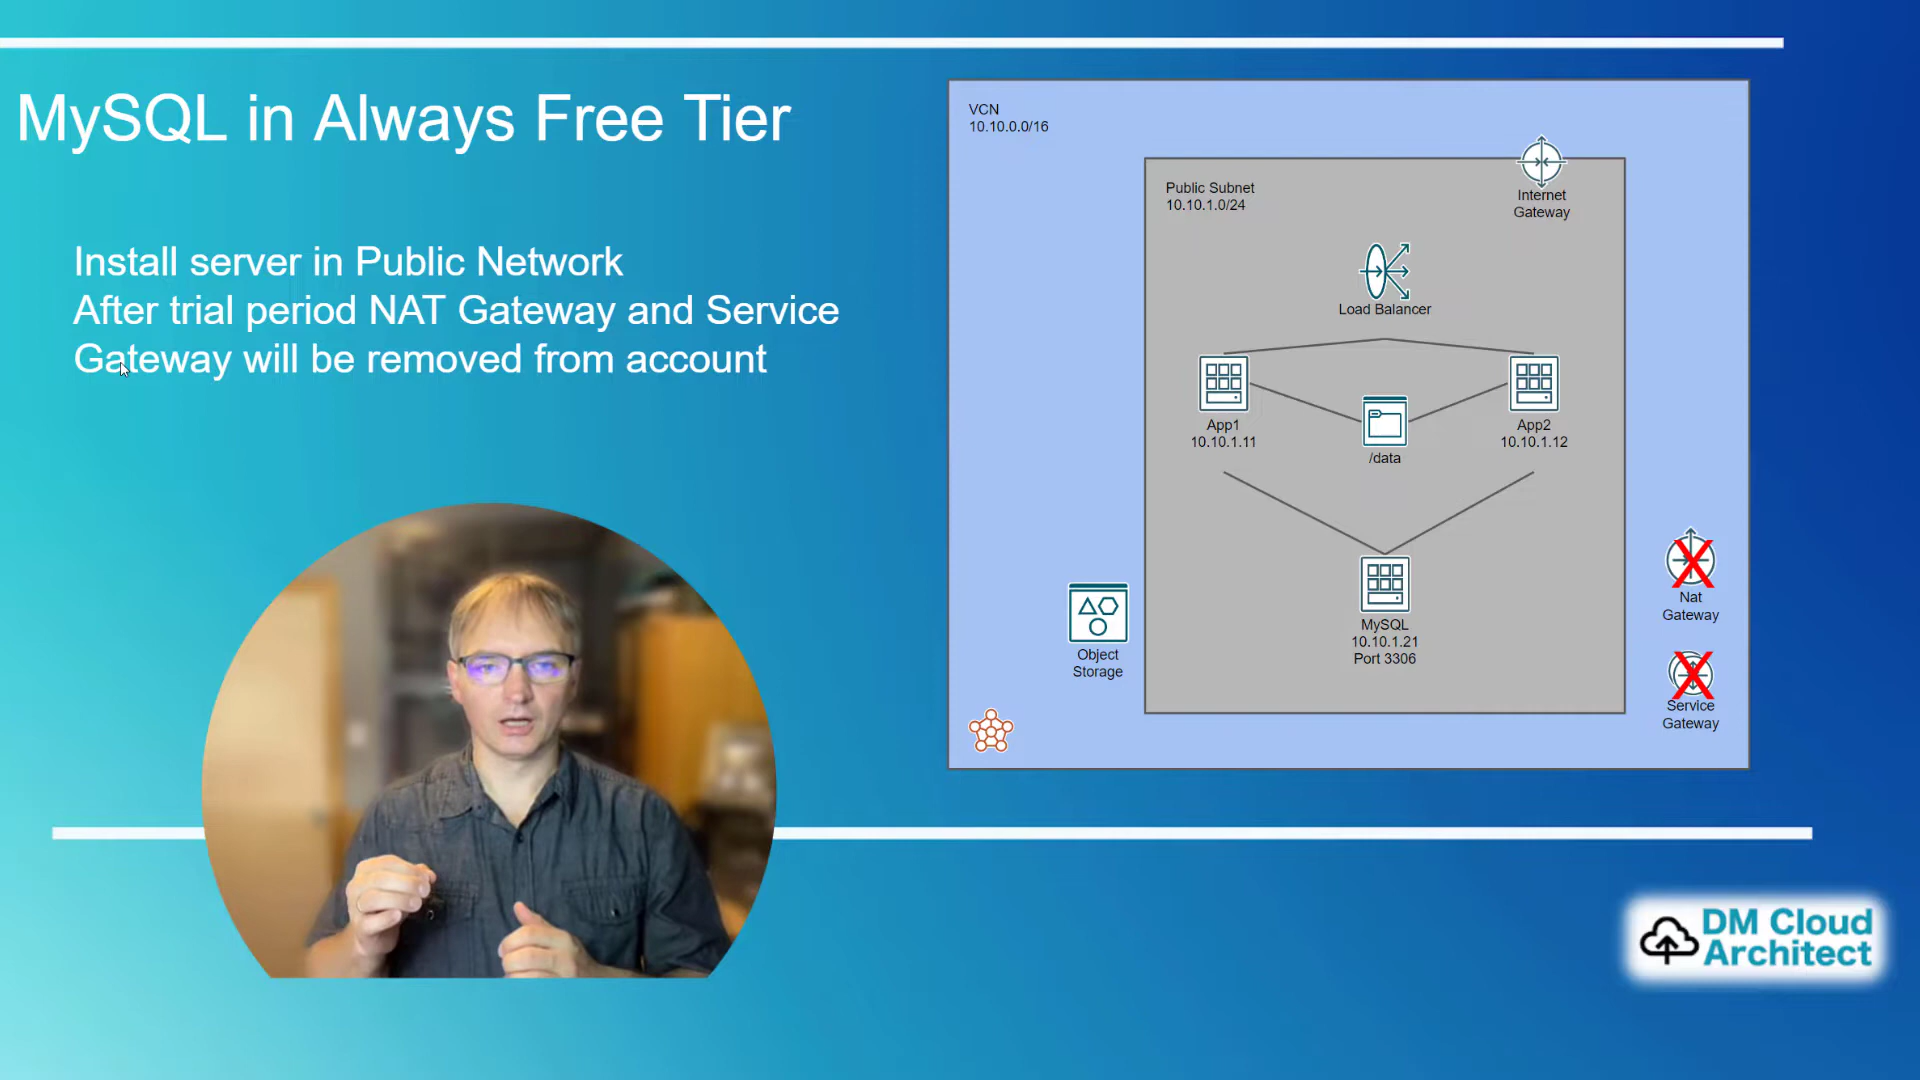 MySQL in Always Free Tier
Install server in Public Network
After trial period NAT Gateway and Service
Gateway will be removed from account
VCN
10.10.0.0/16
Public Subnet
10.10.1.0/24
Internet
Gateway
Load Balancer
App1
10.10.1.11
/data
App2
10.10.1.12
MySQL
10.10.1.21
Port 3306
Object
Storage
Nat
Gateway
Service
Gateway
DM Cloud
Architect